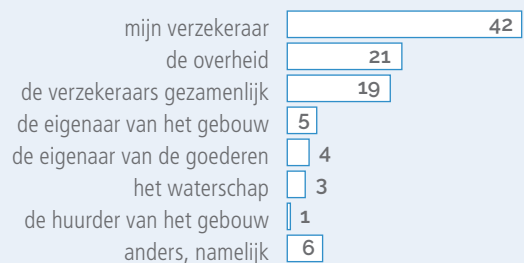 mijn verzekeraar 42
de overheid 21
de verzekeraars gezamenlijk 19
de eigenaar van het gebouw 5
de eigenaar van de goederen 4
het waterschap 3
de huurder van het gebouw 1
anders, namelijk 6